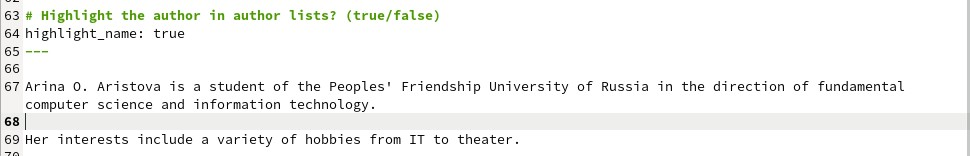 63 # Highlight the author in author lists? (true/false)
64 highlight_name: true
65 ---
66
67 Arina O. Aristova is a student of the Peoples' Friendship University of Russia in the direction of fundamental
computer science and information technology.
68
69 Her interests include a variety of hobbies from IT to theater.